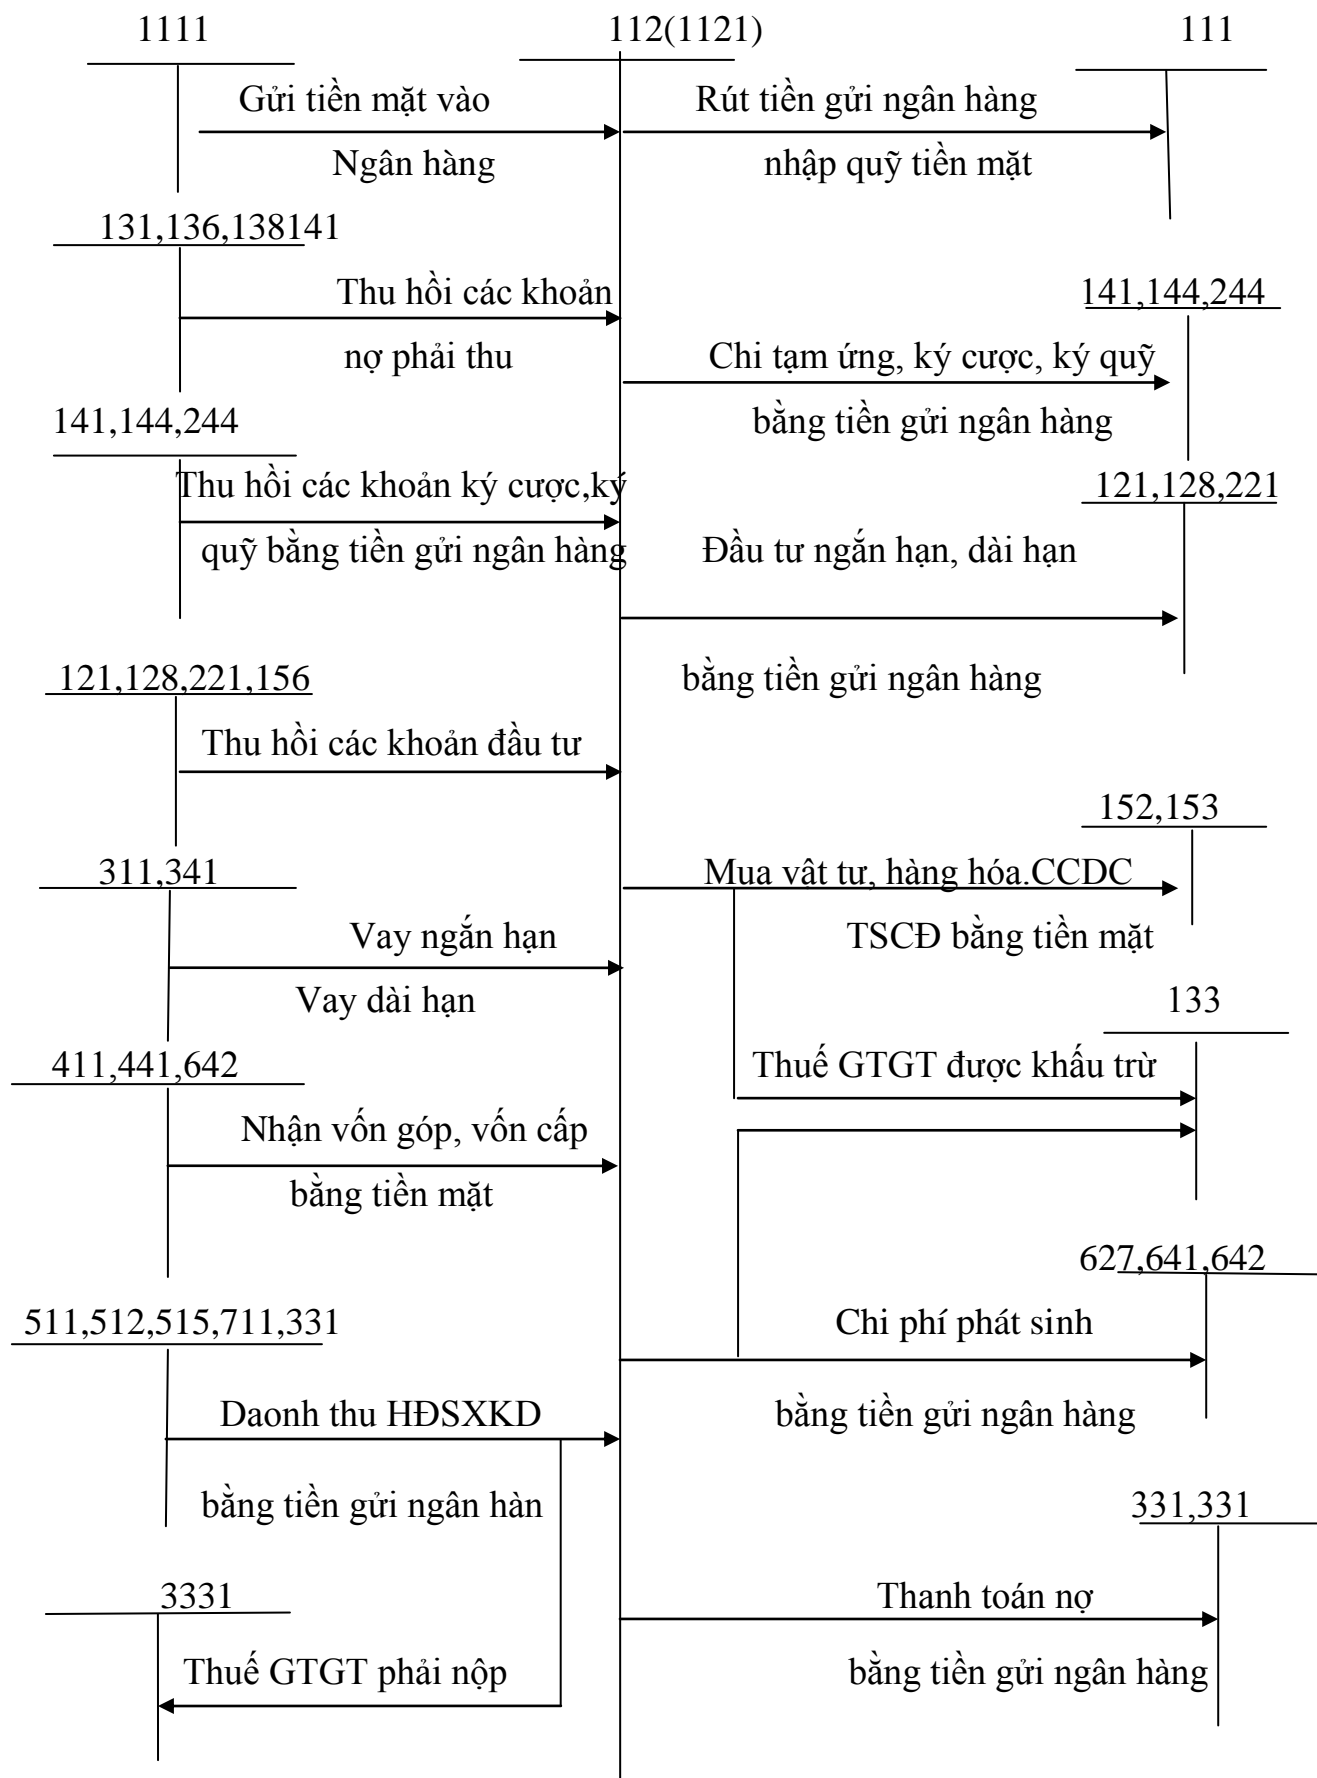 1111
112(1121)
111
Gửi tiền mặt vào
Rút tiền gửi ngân hàng
Ngân hàng
nhập quỹ tiền mặt
131,136,138141
Thu hồi các khoản
141,144,244
nợ phải thu
Chi tạm ứng, ký cược, ký quỹ
141,144,244
bằng tiền gửi ngân hàng
Thu hồi các khoản ký cược,ký
121,128,221
quỹ bằng tiền gửi ngân hàng
Đầu tư ngắn hạn, dài hạn
121,128,221,156
bằng tiền gửi ngân hàng
Thu hồi các khoản đầu tư
152,153
311,341
Mua vật tư, hàng hóa.CCDC
Vay ngắn hạn
TSCĐ bằng tiền mặt
Vay dài hạn
133
411,441,642
Thuế GTGT được khấu trừ
Nhận vốn góp, vốn cấp
bằng tiền mặt
627,641,642
511,512,515,711,331
Chi phí phát sinh
Daonh thu HĐSXKD
bằng tiền gửi ngân hàng
bằng tiền gửi ngân hàn
331,331
3331
Thanh toán nợ
Thuế GTGT phải nộp
bằng tiền gửi ngân hàng